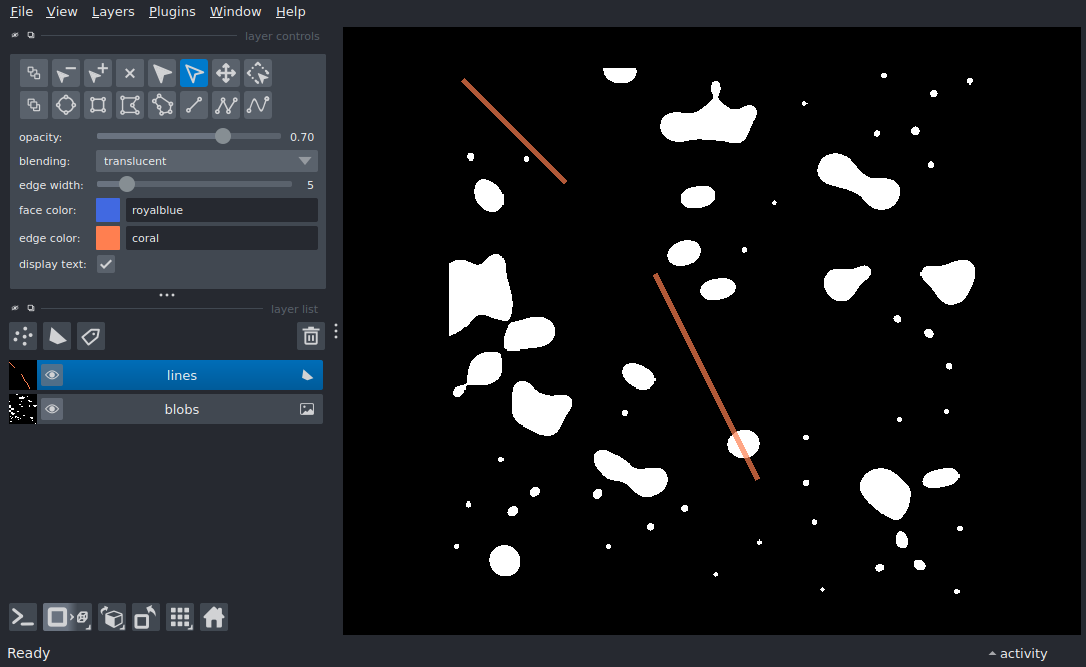 File View Layers Plugins Window Help
layer controls
opacity: 0.70
blending: translucent
edge width: 5
face color: royalblue
edge color: coral
display text:
layer list
lines
blobs
Ready
activity